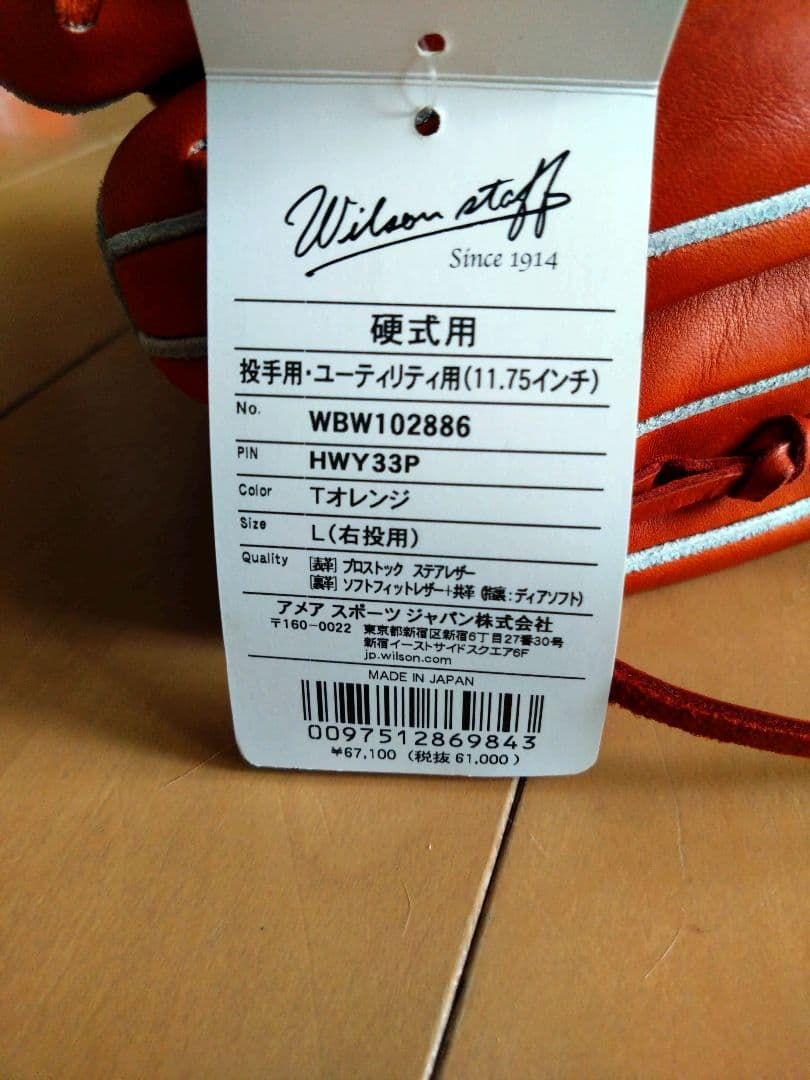 Wilson staff
Since 1914
硬式用
投手用・ユーティリティ用(11.75インチ)
No. WBW102886
PIN HWY33P
Color Tオレンジ
Size L(右投用)
Quality [表革] プロストック ステアレザー
[裏革] ソフトフィットレザー+共革 (指裏:ディアソフト)
アメア スポーツ ジャパン株式会社
〒160-0022 東京都新宿区新宿6丁目27番30号
新宿イーストサイドスクエア6F
jp.wilson.com
MADE IN JAPAN
0097512869843
¥67,100 (税抜 61,000)